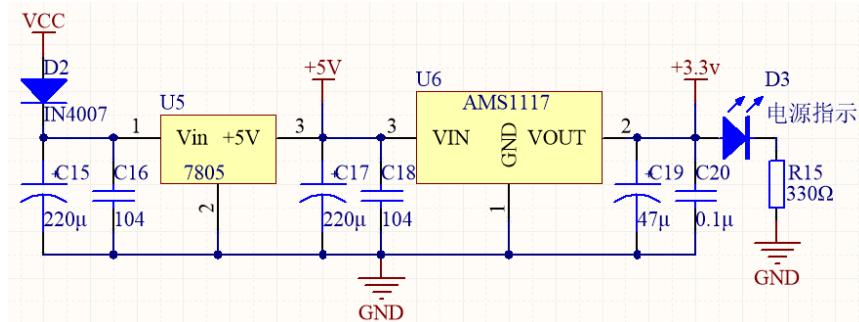 VCC
D2
IN4007
U5
1
Vin
+5V
3
7805
2
C15
+
220μ
C16
104
+5V
C17
+
220μ
C18
104
U6
AMS1117
3
VIN
GND
VOUT
2
1
GND
+3.3v
C19
+
47μ
C20
0.1μ
D3
电源指示
R15
330Ω
GND